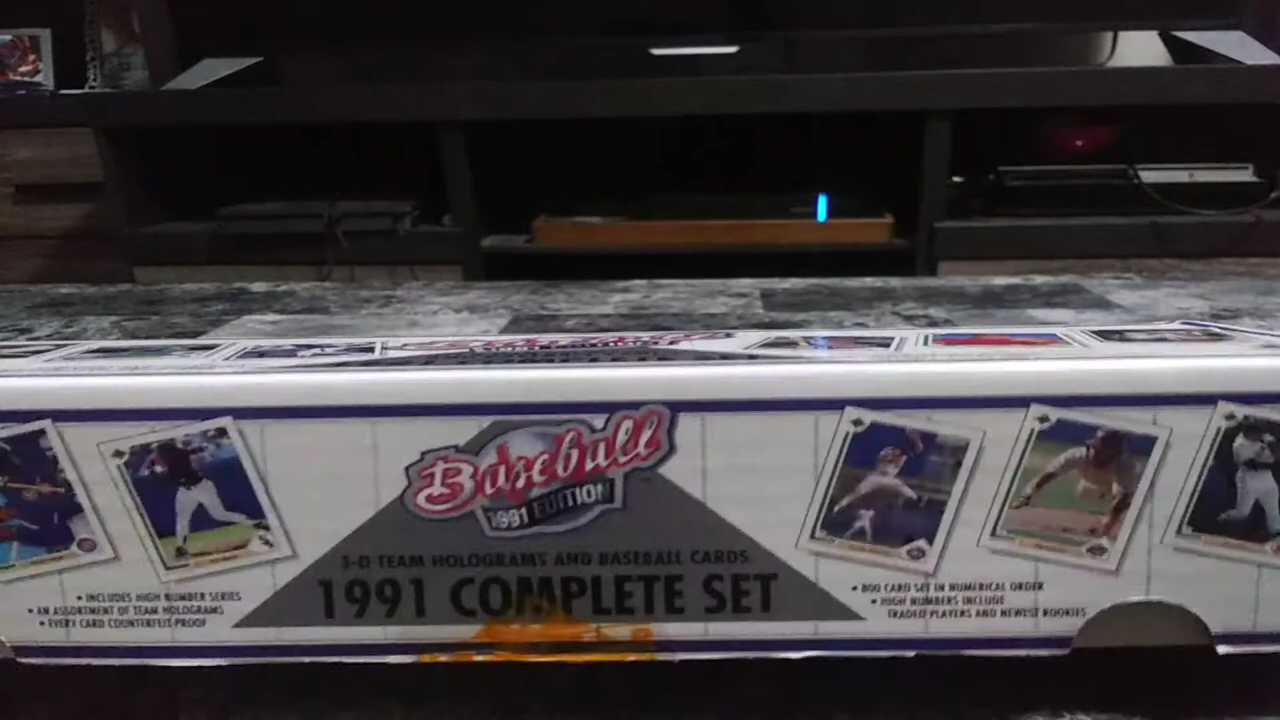 Baseball
1991 EDITION
3-D TEAM HOLOGRAMS AND BASEBALL CARDS
1991 COMPLETE SET
• INCLUDES HIGH NUMBER SERIES
• AN ASSORTMENT OF TEAM HOLOGRAMS
• EVERY CARD COUNTERFEIT-PROOF
• 800 CARD SET IN NUMERICAL ORDER
• HIGH NUMBERS INCLUDE
TRADED PLAYERS AND NEWEST ROOKIES